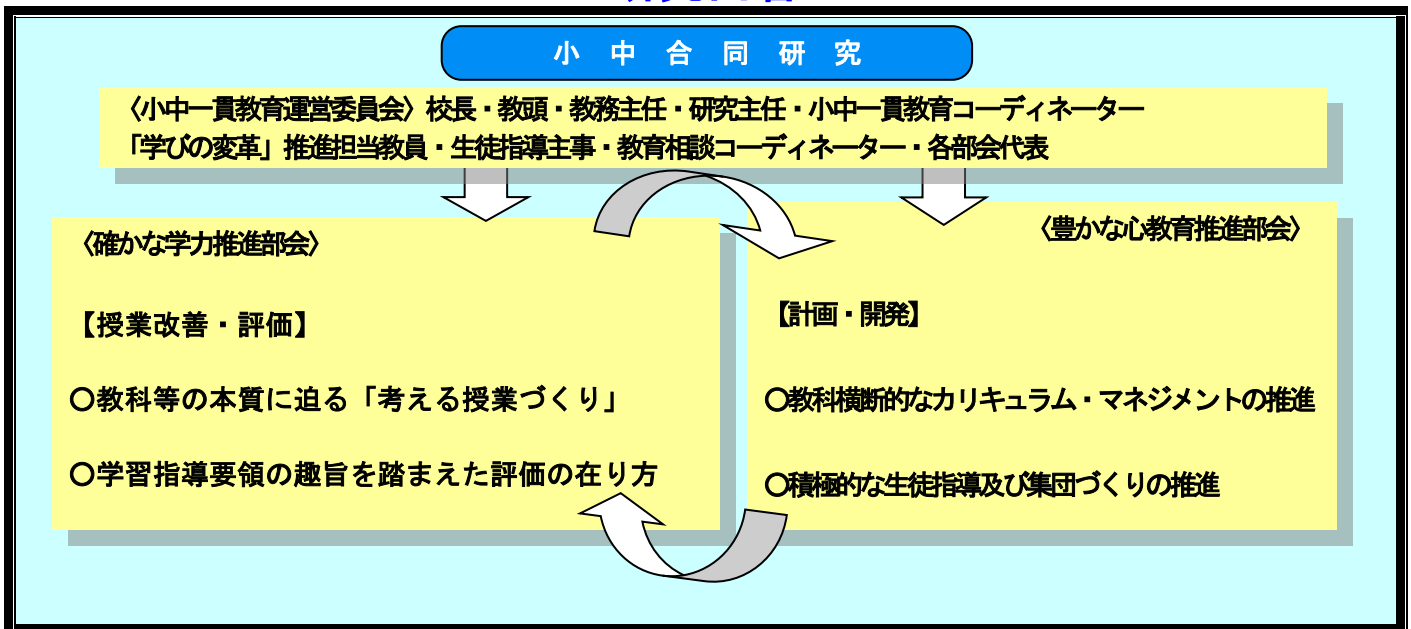 小中合同研究
〈小中一貫教育運営委員会〉校長・教頭・教務主任・研究主任・小中一貫教育コーディネーター
「学びの変革」推進担当教員・生徒指導主事・教育相談コーディネーター・各部会代表
〈確かな学力推進部会〉
【授業改善・評価】
〇教科等の本質に迫る「考える授業づくり」
〇学習指導要領の趣旨を踏まえた評価の在り方
〈豊かな心教育推進部会〉
【計画・開発】
〇教科横断的なカリキュラム・マネジメントの推進
〇積極的な生徒指導及び集団づくりの推進